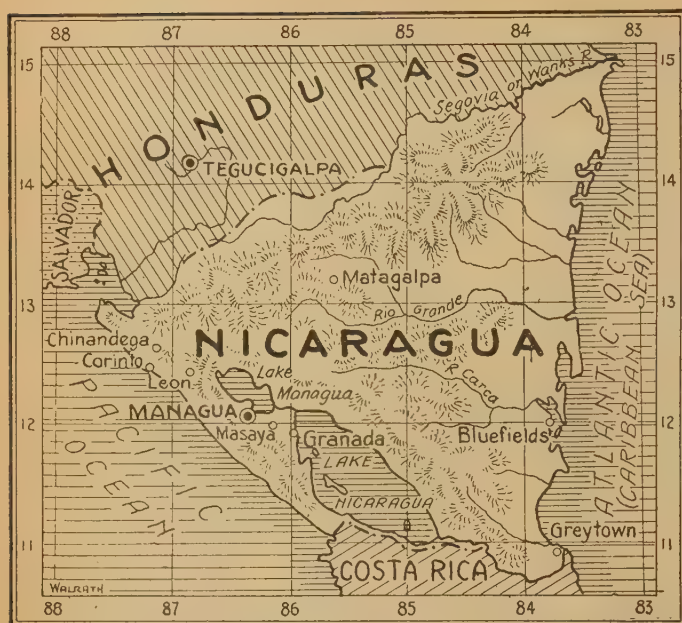 88 87 86 85 84 83
15 15
HONDURAS
Segovia or Wanks R.
TEGUCIGALPA
14 14
SALVADOR
Matagalpa
13 13
Rio Grande
Chinandega
NICARAGUA
Corinto
Leon
Lake
Monagua
R. Carca
MANAGUA
12 12
Masaya
Granada
Bluefields
LAKE
NICARAGUA
PACIFIC
OCEAN
ATLANTIC OCEAN
(CARIBBEAN SEA)
Greytown
11 11
COSTA RICA
WALRATH
88 87 86 85 84 83